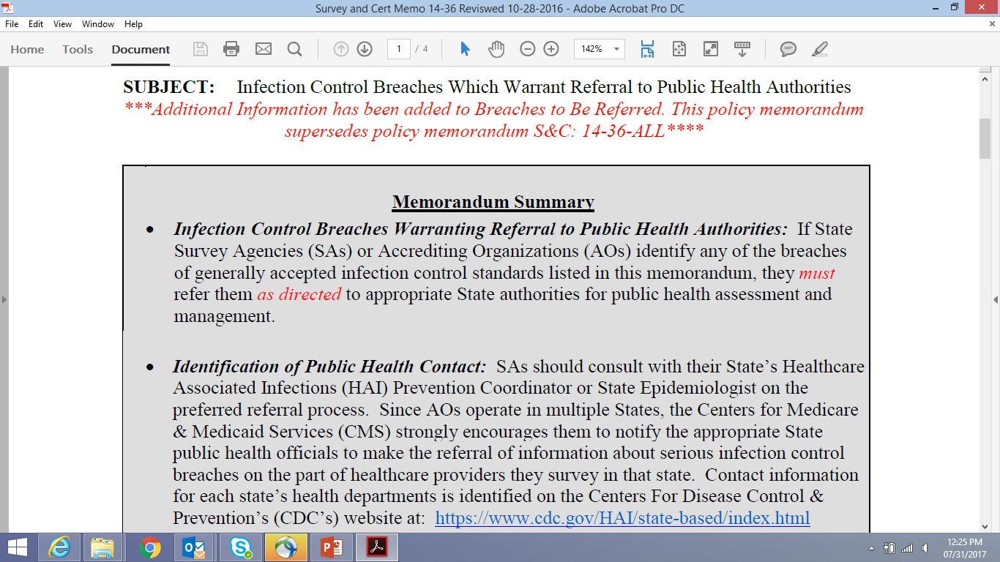 Survey and Cert Memo 14-36 Reviswed 10-28-2016 - Adobe Acrobat Pro DC
File Edit View Window Help
Home Tools Document 1 / 4 142%
SUBJECT: Infection Control Breaches Which Warrant Referral to Public Health Authorities
***Additional Information has been added to Breaches to Be Referred. This policy memorandum
supersedes policy memorandum S&C: 14-36-ALL****
Memorandum Summary
• Infection Control Breaches Warranting Referral to Public Health Authorities: If State
Survey Agencies (SAs) or Accrediting Organizations (AOs) identify any of the breaches
of generally accepted infection control standards listed in this memorandum, they must
refer them as directed to appropriate State authorities for public health assessment and
management.
• Identification of Public Health Contact: SAs should consult with their State's Healthcare
Associated Infections (HAI) Prevention Coordinator or State Epidemiologist on the
preferred referral process. Since AOs operate in multiple States, the Centers for Medicare
& Medicaid Services (CMS) strongly encourages them to notify the appropriate State
public health officials to make the referral of information about serious infection control
breaches on the part of healthcare providers they survey in that state. Contact information
for each state's health departments is identified on the Centers For Disease Control &
Prevention's (CDC's) website at: https://www.cdc.gov/HAI/state-based/index.html
12:25 PM
07/31/2017